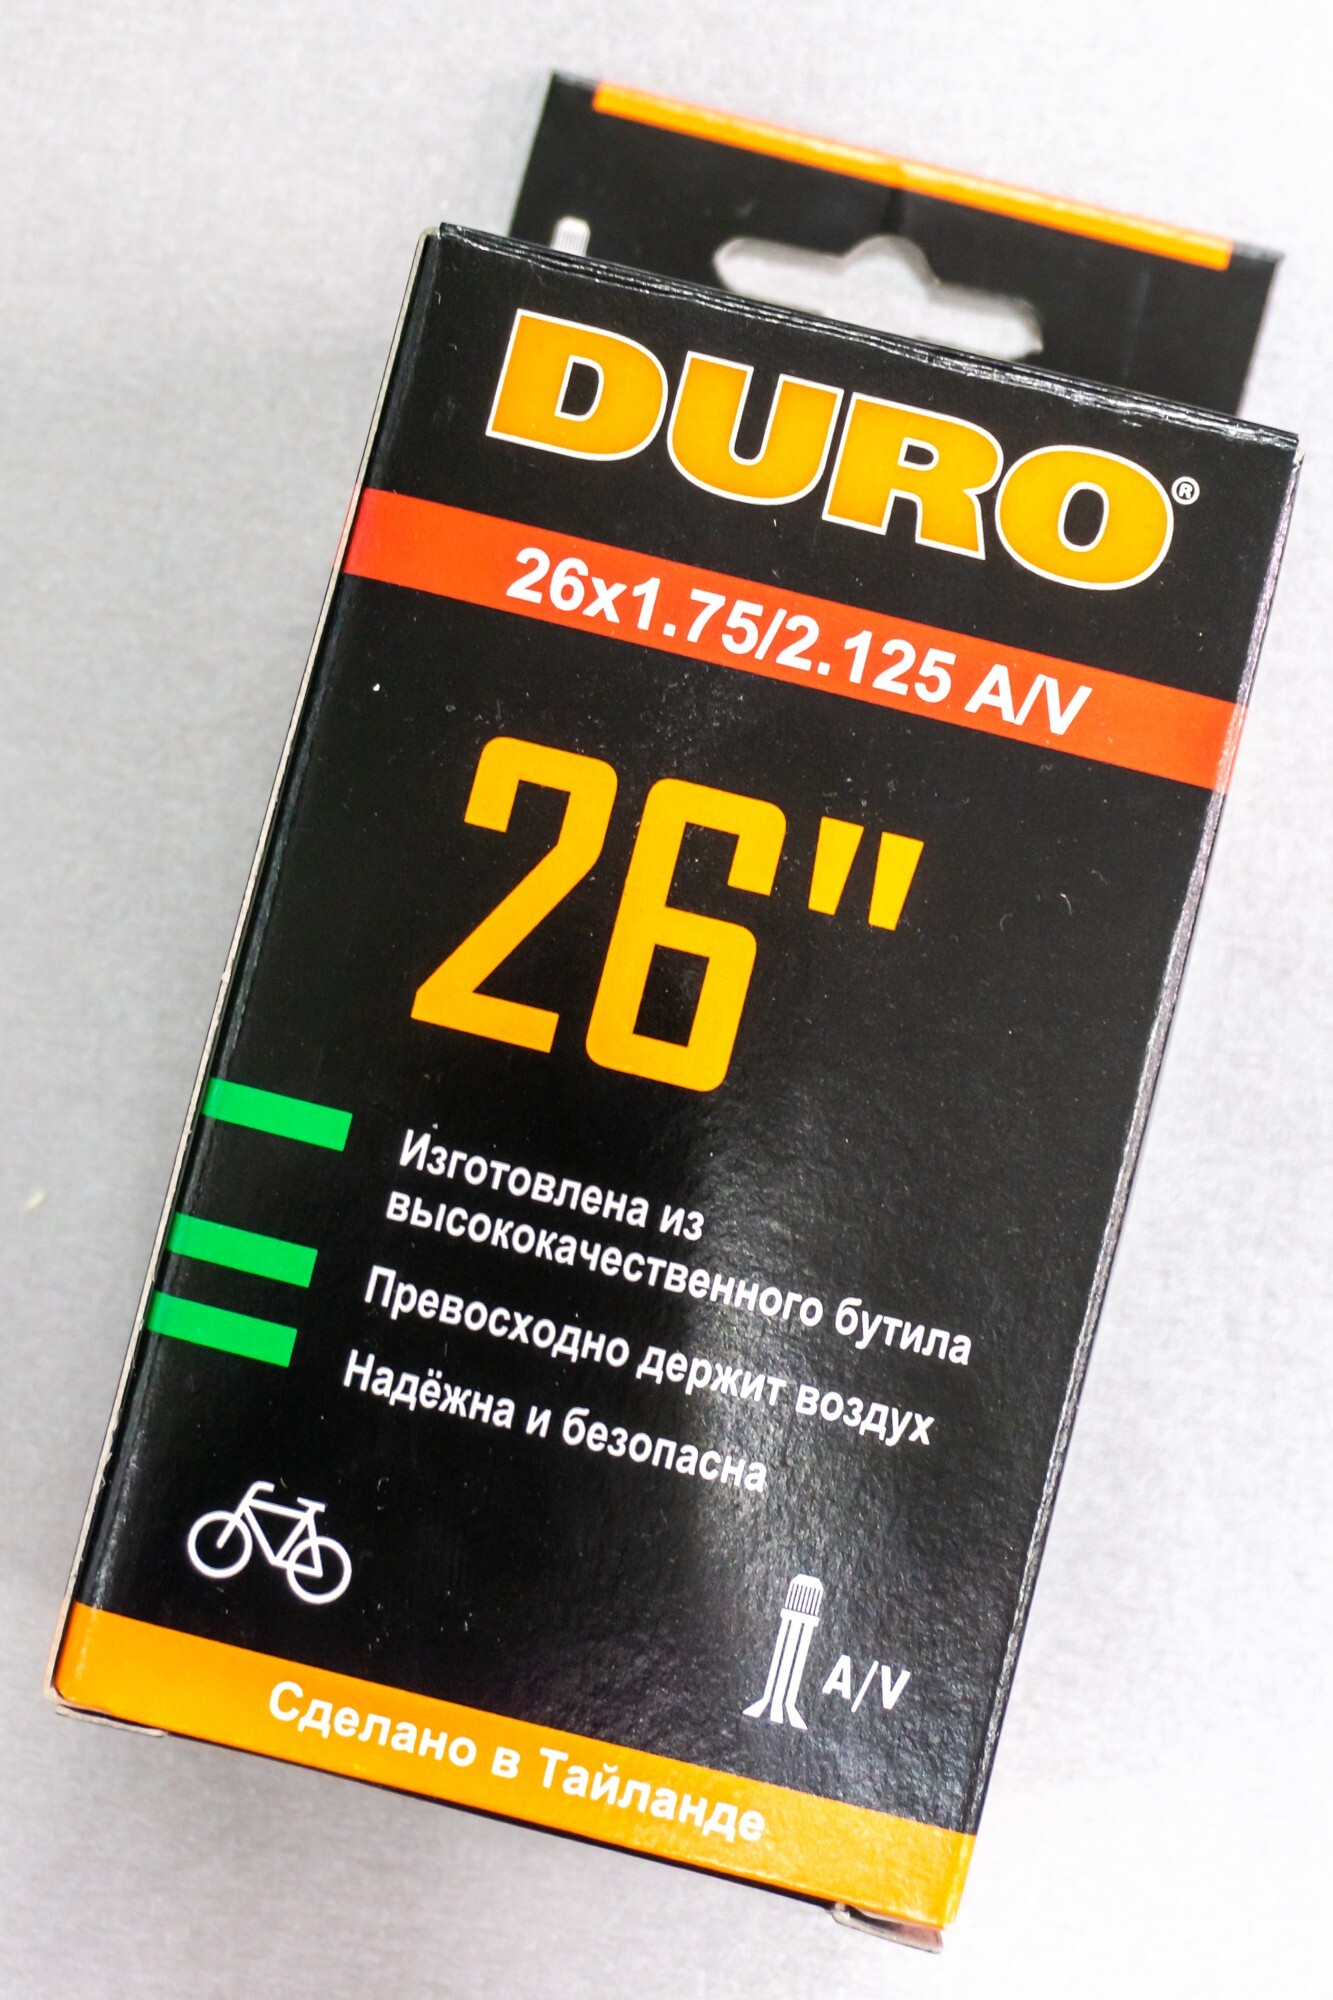 DURO®
26x1.75/2.125 A/V
26"
Изготовлена из
высококачественного бутила
Превосходно держит воздух
Надёжна и безопасна
A/V
Сделано в Тайланде